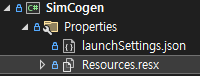 C# SimCogen
Properties
launchSettings.json
Resources.resx